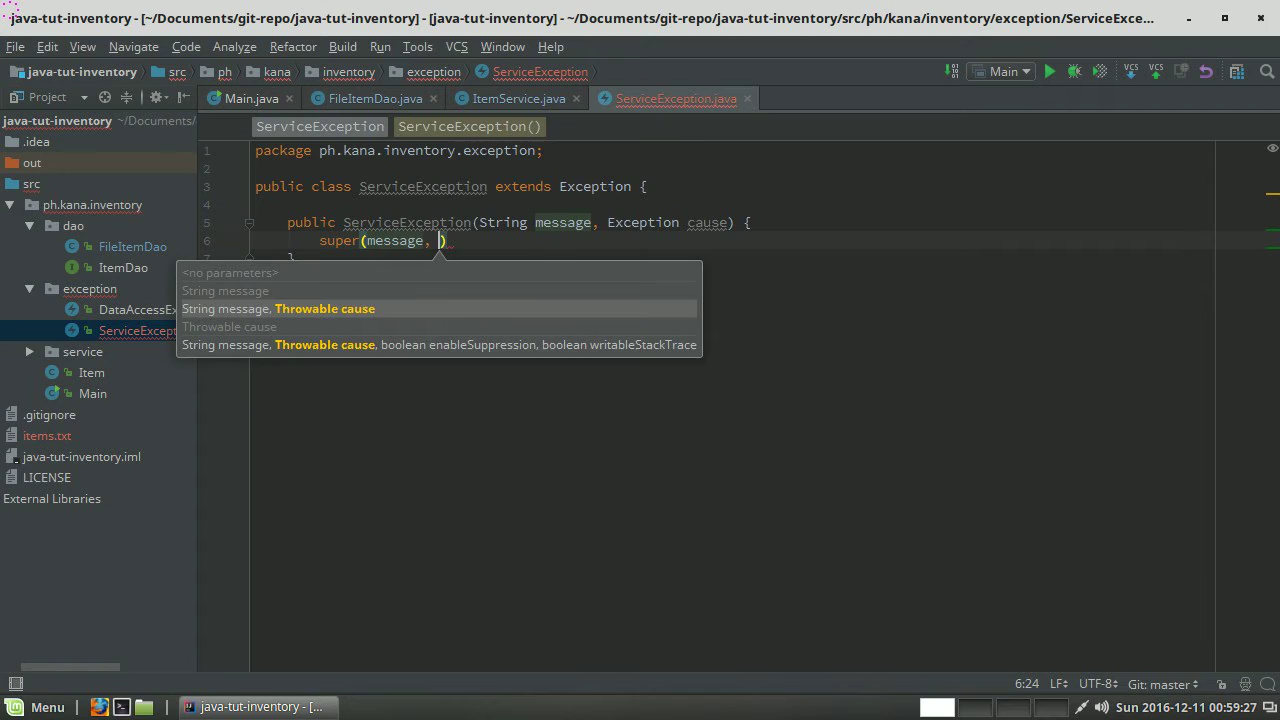 java-tut-inventory - [~/Documents/git-repo/java-tut-inventory] - [java-tut-inventory] - ~/Documents/git-repo/java-tut-inventory/src/ph/kana/inventory/exception/ServiceExce...
File Edit View Navigate Code Analyze Refactor Build Run Tools VCS Window Help
java-tut-inventory src ph kana inventory exception ServiceException Main VCS VCS
Project Main.java FileItemDao.java ItemService.java ServiceException.java
java-tut-inventory ~/Documents/
ServiceException ServiceException()
.idea
out
src
ph.kana.inventory
dao
FileItemDao
ItemDao
exception
DataAccessEx
ServiceExcept
service
Item
Main
.gitignore
items.txt
java-tut-inventory.iml
LICENSE
External Libraries
1 package ph.kana.inventory.exception;
2
3 public class ServiceException extends Exception {
4
5 public ServiceException(String message, Exception cause) {
6 super(message, )
7 }
<no parameters>
String message
String message, Throwable cause
Throwable cause
String message, Throwable cause, boolean enableSuppression, boolean writableStackTrace
6:24 LF UTF-8 Git: master
Menu java-tut-inventory - [... Sun 2016-12-11 00:59:27